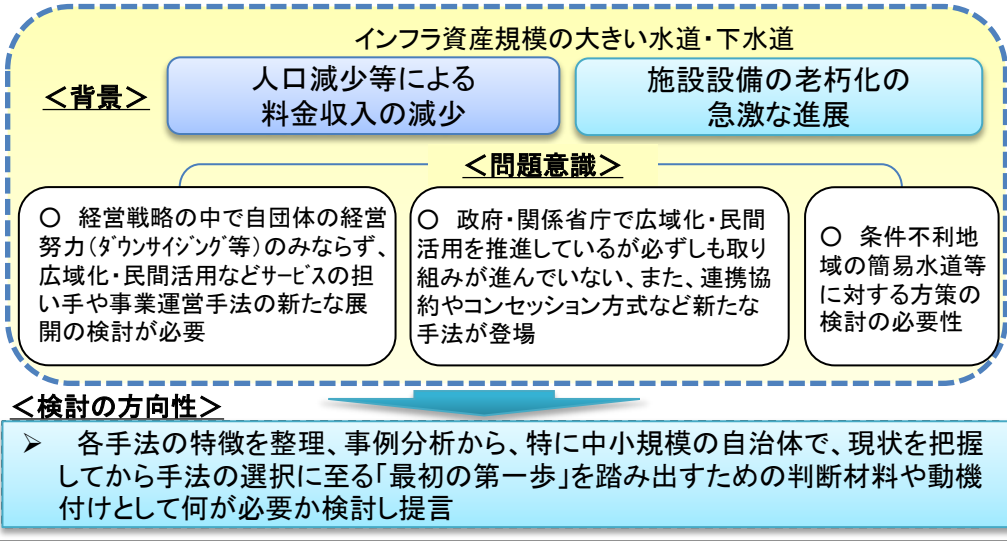 インフラ資産規模の大きい水道・下水道
＜背景＞
人口減少等による
料金収入の減少
施設設備の老朽化の
急激な進展
＜問題意識＞
○　経営戦略の中で自団体の経営
努力（ﾀﾞｳﾝｻｲｼﾞﾝｸﾞ等）のみならず、
広域化・民間活用などｻｰﾋﾞｽの担
い手や事業運営手法の新たな展
開の検討が必要
○　政府・関係省庁で広域化・民間
活用を推進しているが必ずしも取り
組みが進んでいない、また、連携協
約やコンセッション方式など新たな
手法が登場
○　条件不利地
域の簡易水道等
に対する方策の
検討の必要性
＜検討の方向性＞
➢　各手法の特徴を整理、事例分析から、特に中小規模の自治体で、現状を把握
してから手法の選択に至る「最初の第一歩」を踏み出すための判断材料や動機
付けとして何が必要か検討し提言